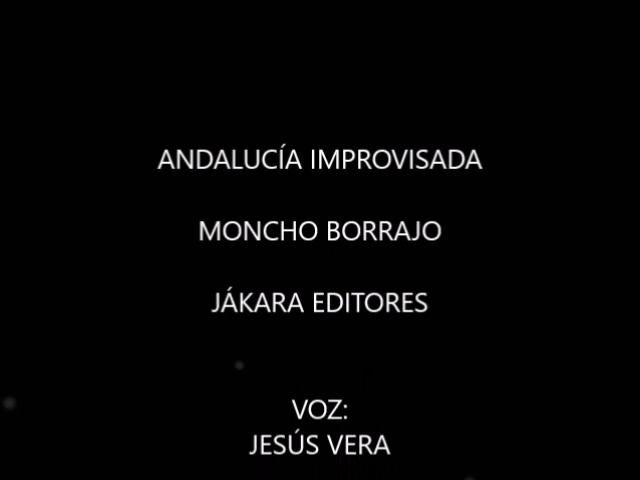 ANDALUCÍA IMPROVISADA
MONCHO BORRAJO
JÁKARA EDITORES
VOZ:
JESÚS VERA